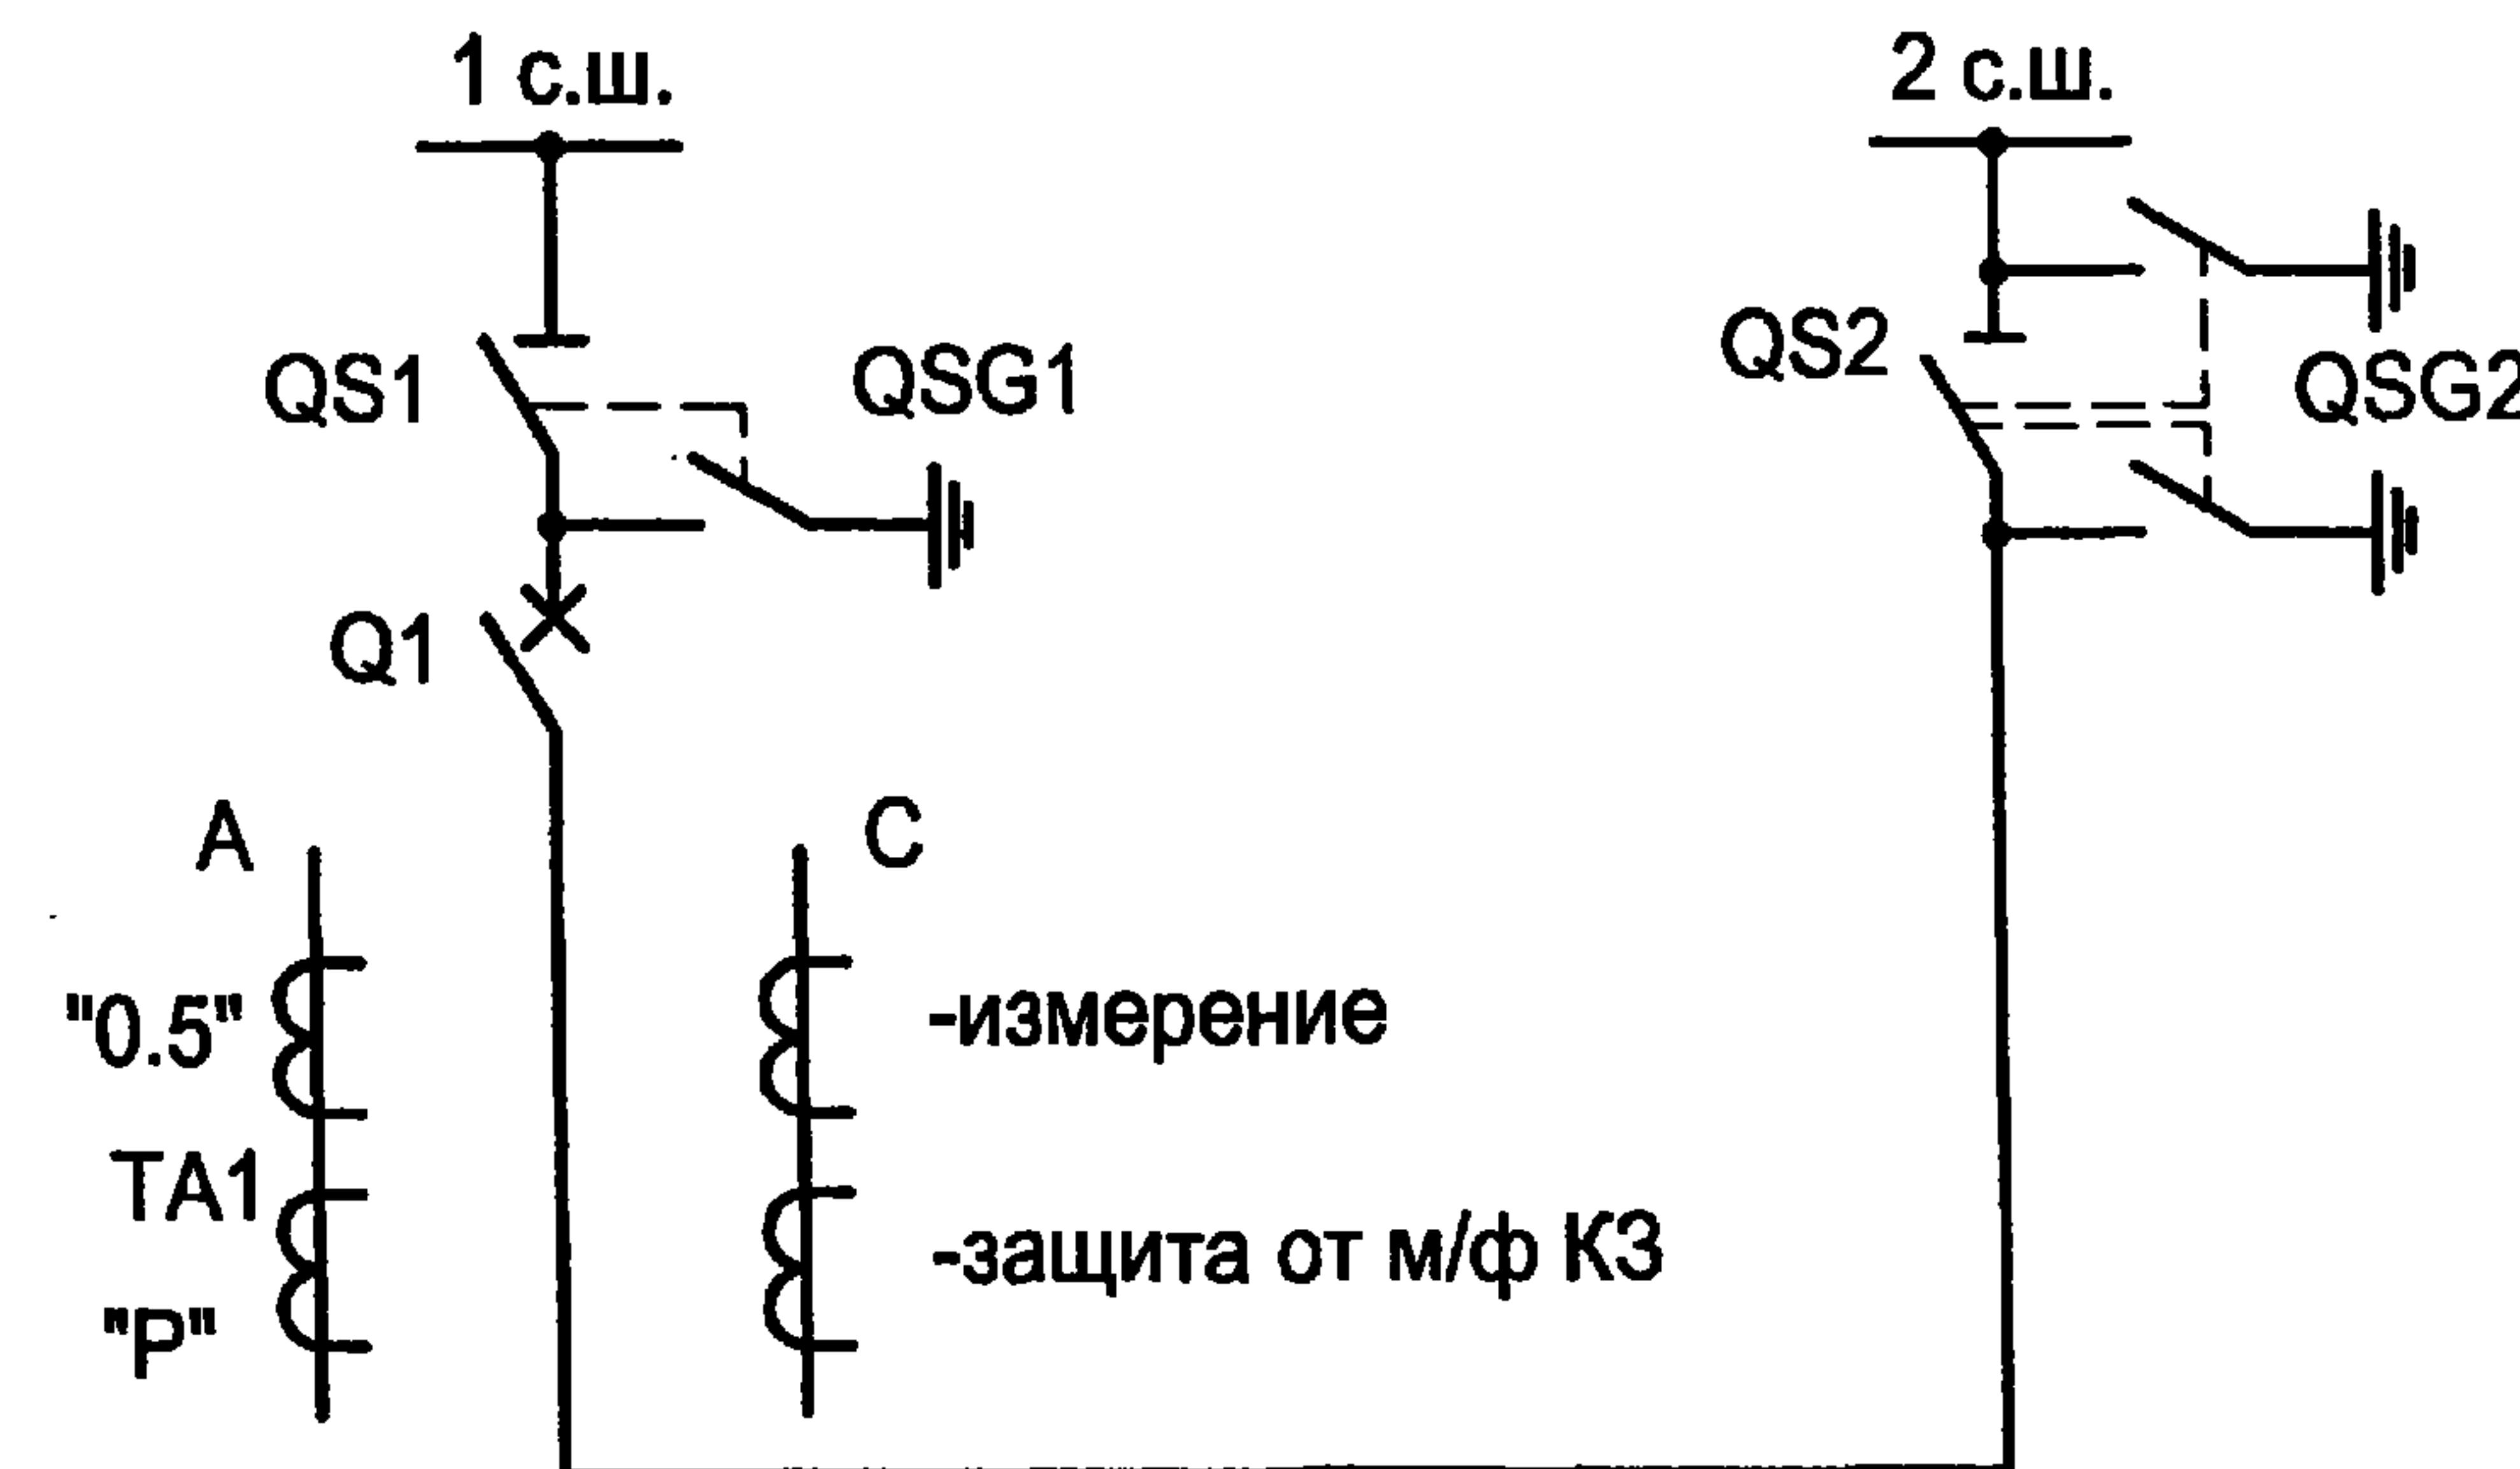 1 с.ш.
2 с.ш.
QS1
QSG1
QS2
QSG2
Q1
A
C
"0.5"
-измерение
TA1
-защита от м/ф КЗ
"P"